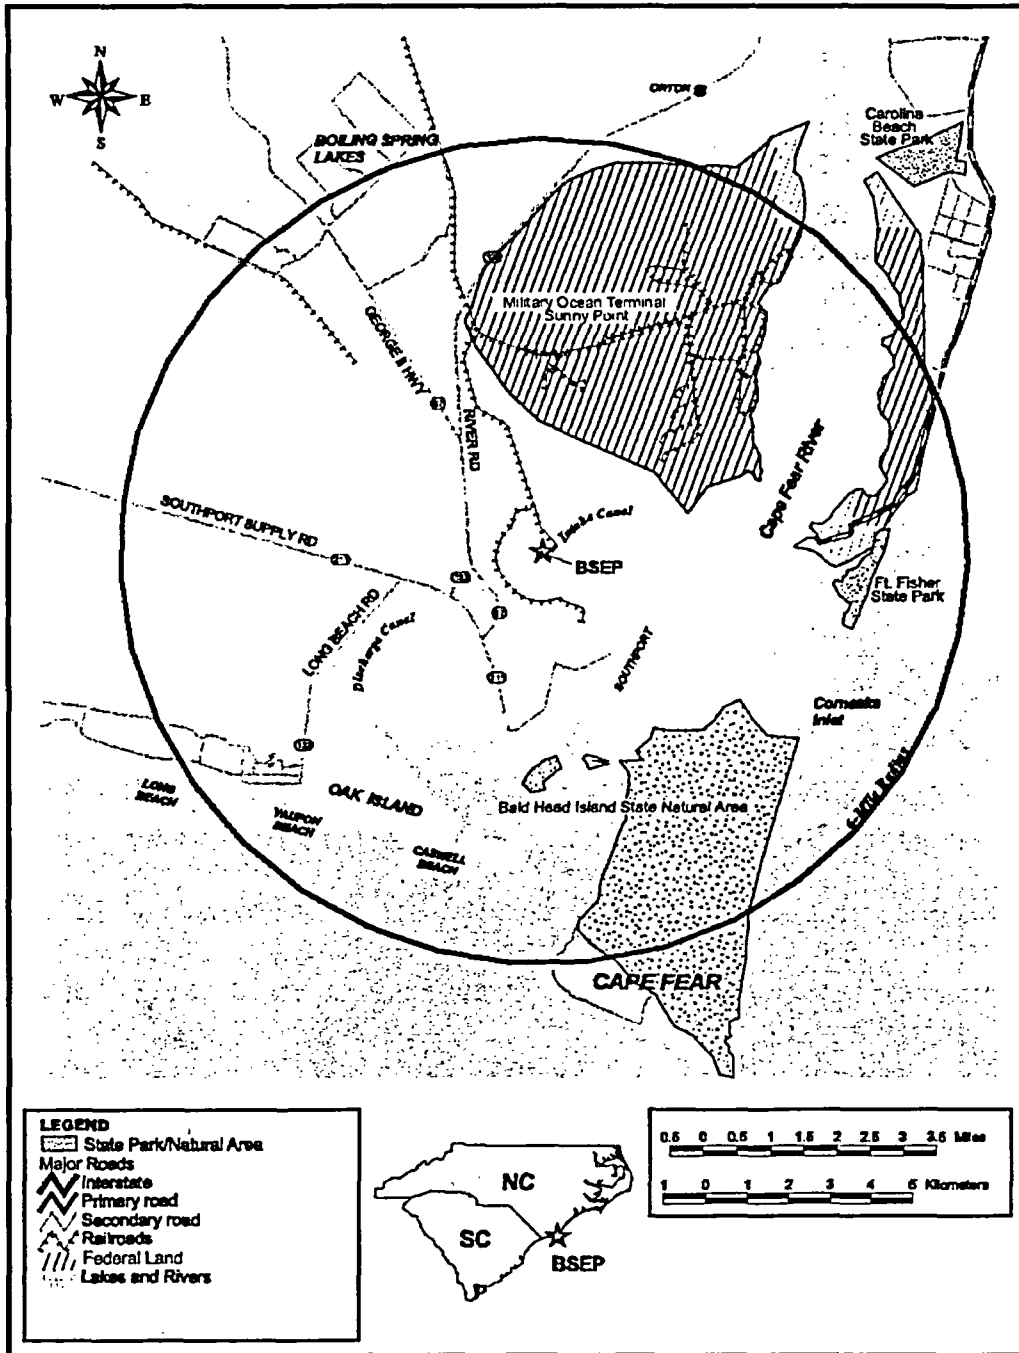 N
W E
S
ORTON
Carolina
Beach
State Park
BOILING SPRING
LAKES
Military Ocean Terminal
Sunny Point
GEORGE II HWY
RIVER RD
Cape Fear River
SOUTHPORT SUPPLY RD
Intake Canal
BSEP
Ft. Fisher
State Park
LONG BEACH RD
Discharge Canal
SOUTHPORT
Corncake
Inlet
6-Mile Radius
LONG
BEACH
OAK ISLAND
Bald Head Island State Natural Area
YAUPON
BEACH
CASWELL
BEACH
CAPE FEAR
LEGEND
State Park/Natural Area
Major Roads
Interstate
Primary road
Secondary road
Railroads
Federal Land
Lakes and Rivers
NC
SC
BSEP
0.5 0 0.5 1 1.5 2 2.5 3 3.5 Miles
1 0 1 2 3 4 5 Kilometers